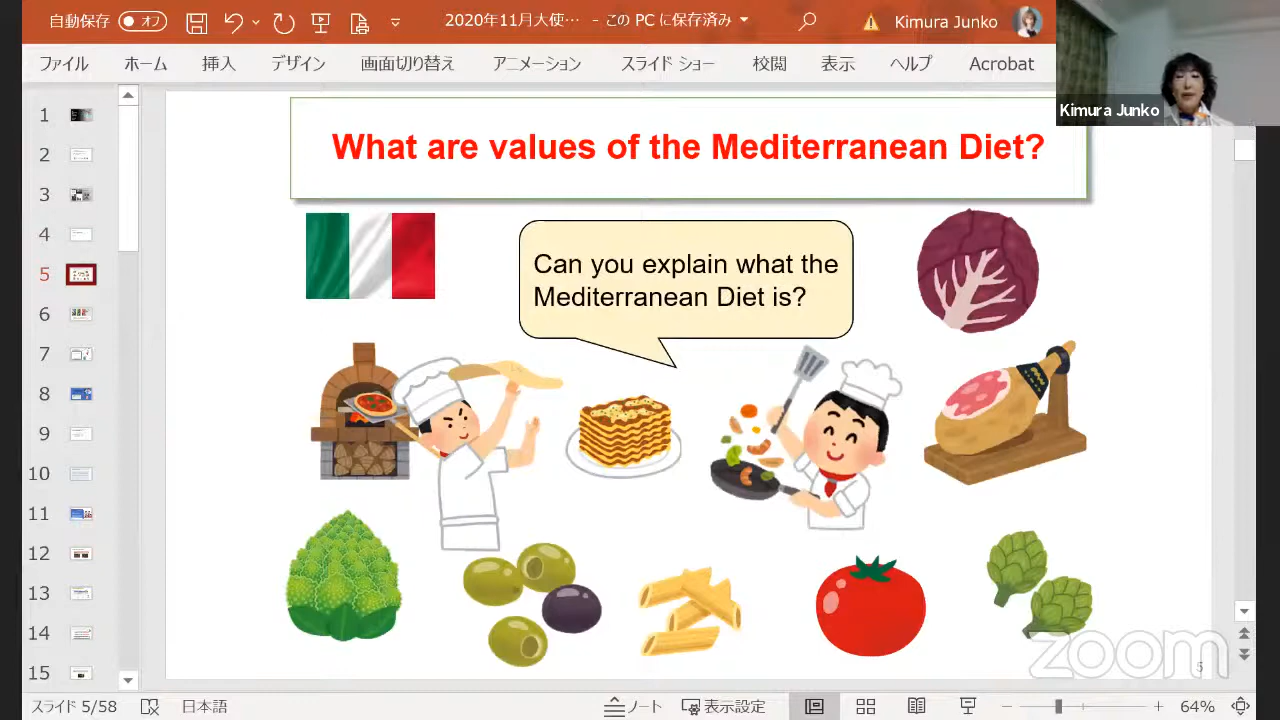 自動保存 オフ
2020年11月大使… - この PC に保存済み
Kimura Junko
ファイル ホーム 挿入 デザイン 画面切り替え アニメーション スライド ショー 校閲 表示 ヘルプ Acrobat
Kimura Junko
What are values of the Mediterranean Diet?
Can you explain what the
Mediterranean Diet is?
1
2
3
4
5
6
7
8
9
10
11
12
13
14
15
zoom
5
スライド 5/58 日本語 ノート 表示設定 64%